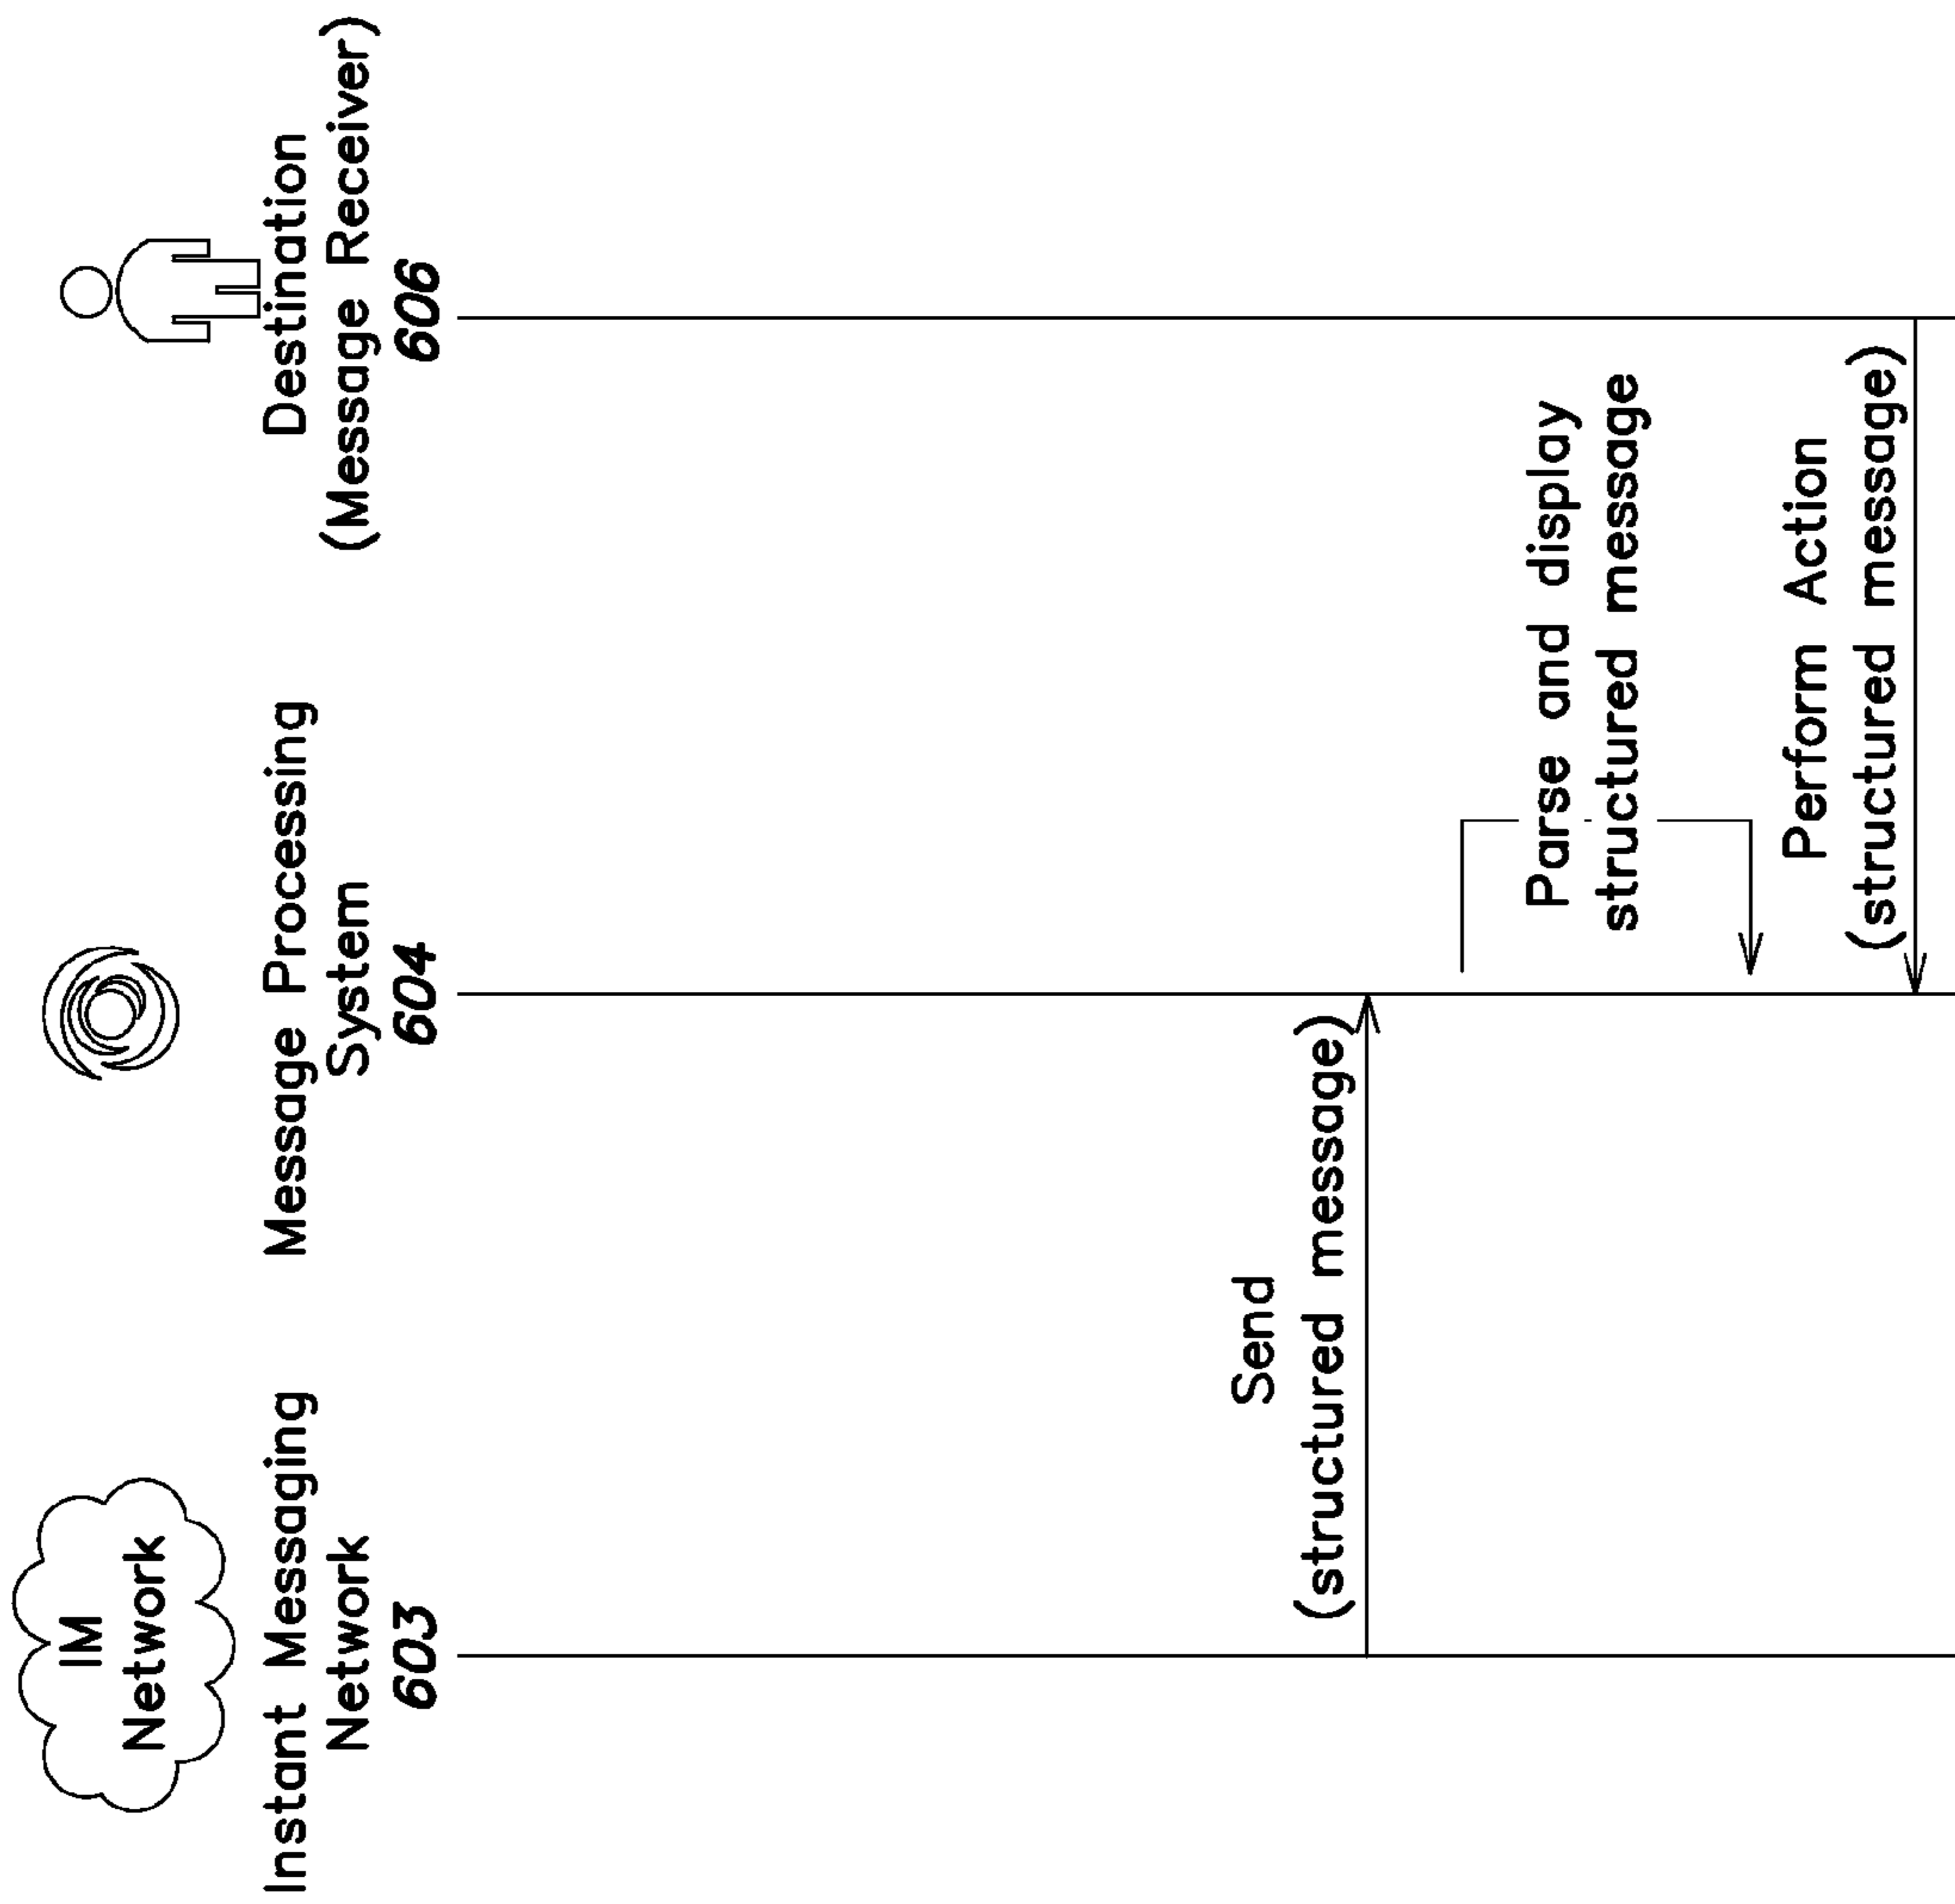 IM
Network
Instant Messaging
Network
603
Message Processing
System
604
Destination
(Message Receiver)
606
Send
(structured message)
Parse and display
structured message
Perform Action
(structured message)